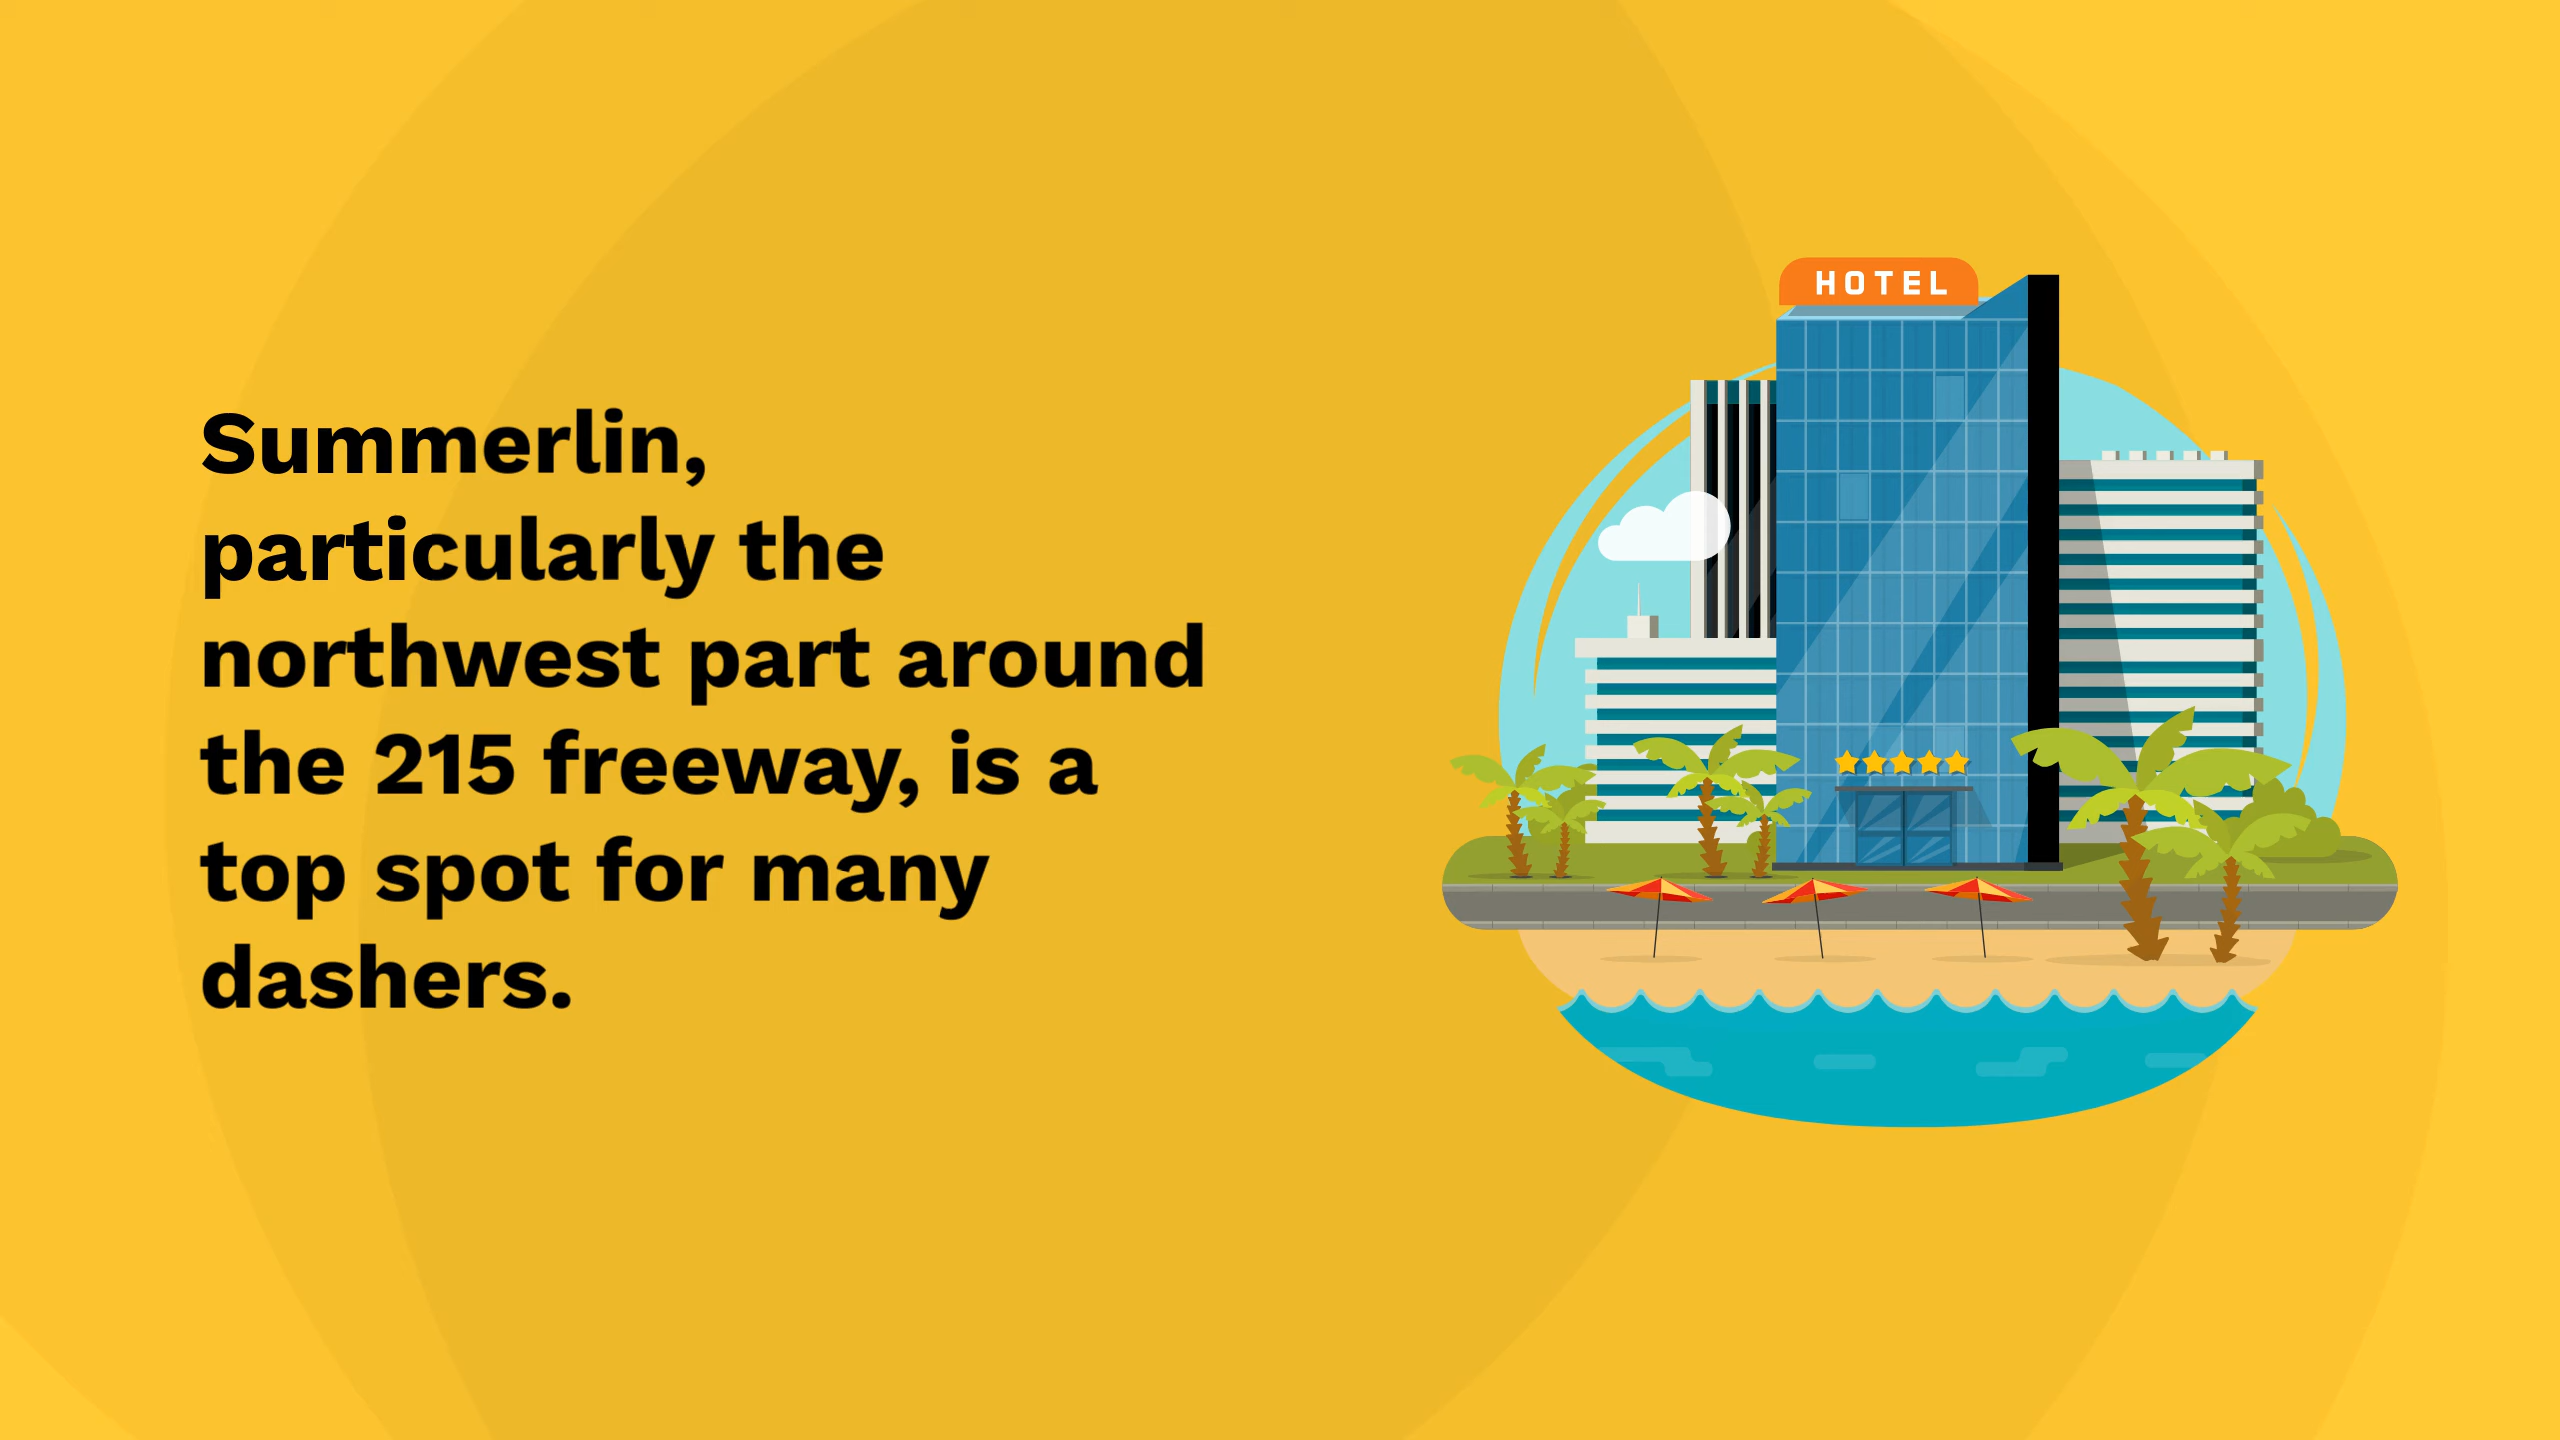 Summerlin,
particularly the
northwest part around
the 215 freeway, is a
top spot for many
dashers.
HOTEL